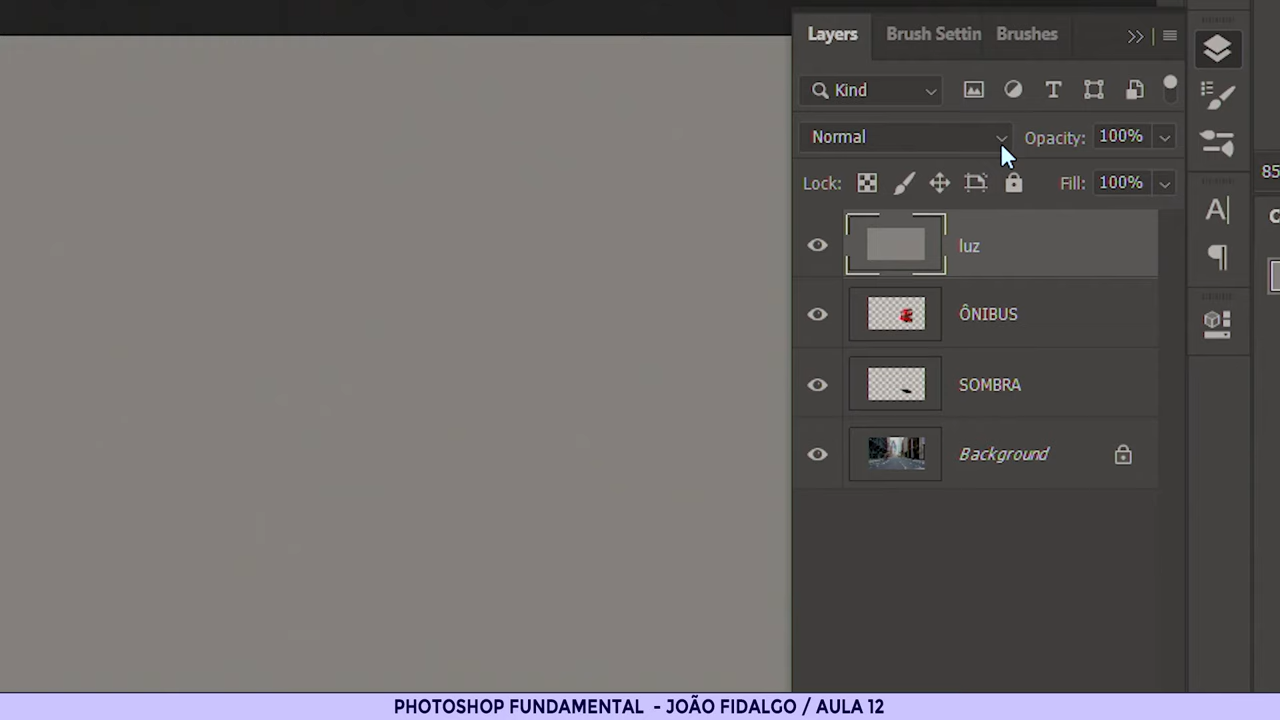 Layers Brush Settin Brushes
Kind
Normal Opacity: 100%
Lock: Fill: 100%
luz
ÔNIBUS
SOMBRA
Background
85
PHOTOSHOP FUNDAMENTAL - JOÃO FIDALGO / AULA 12